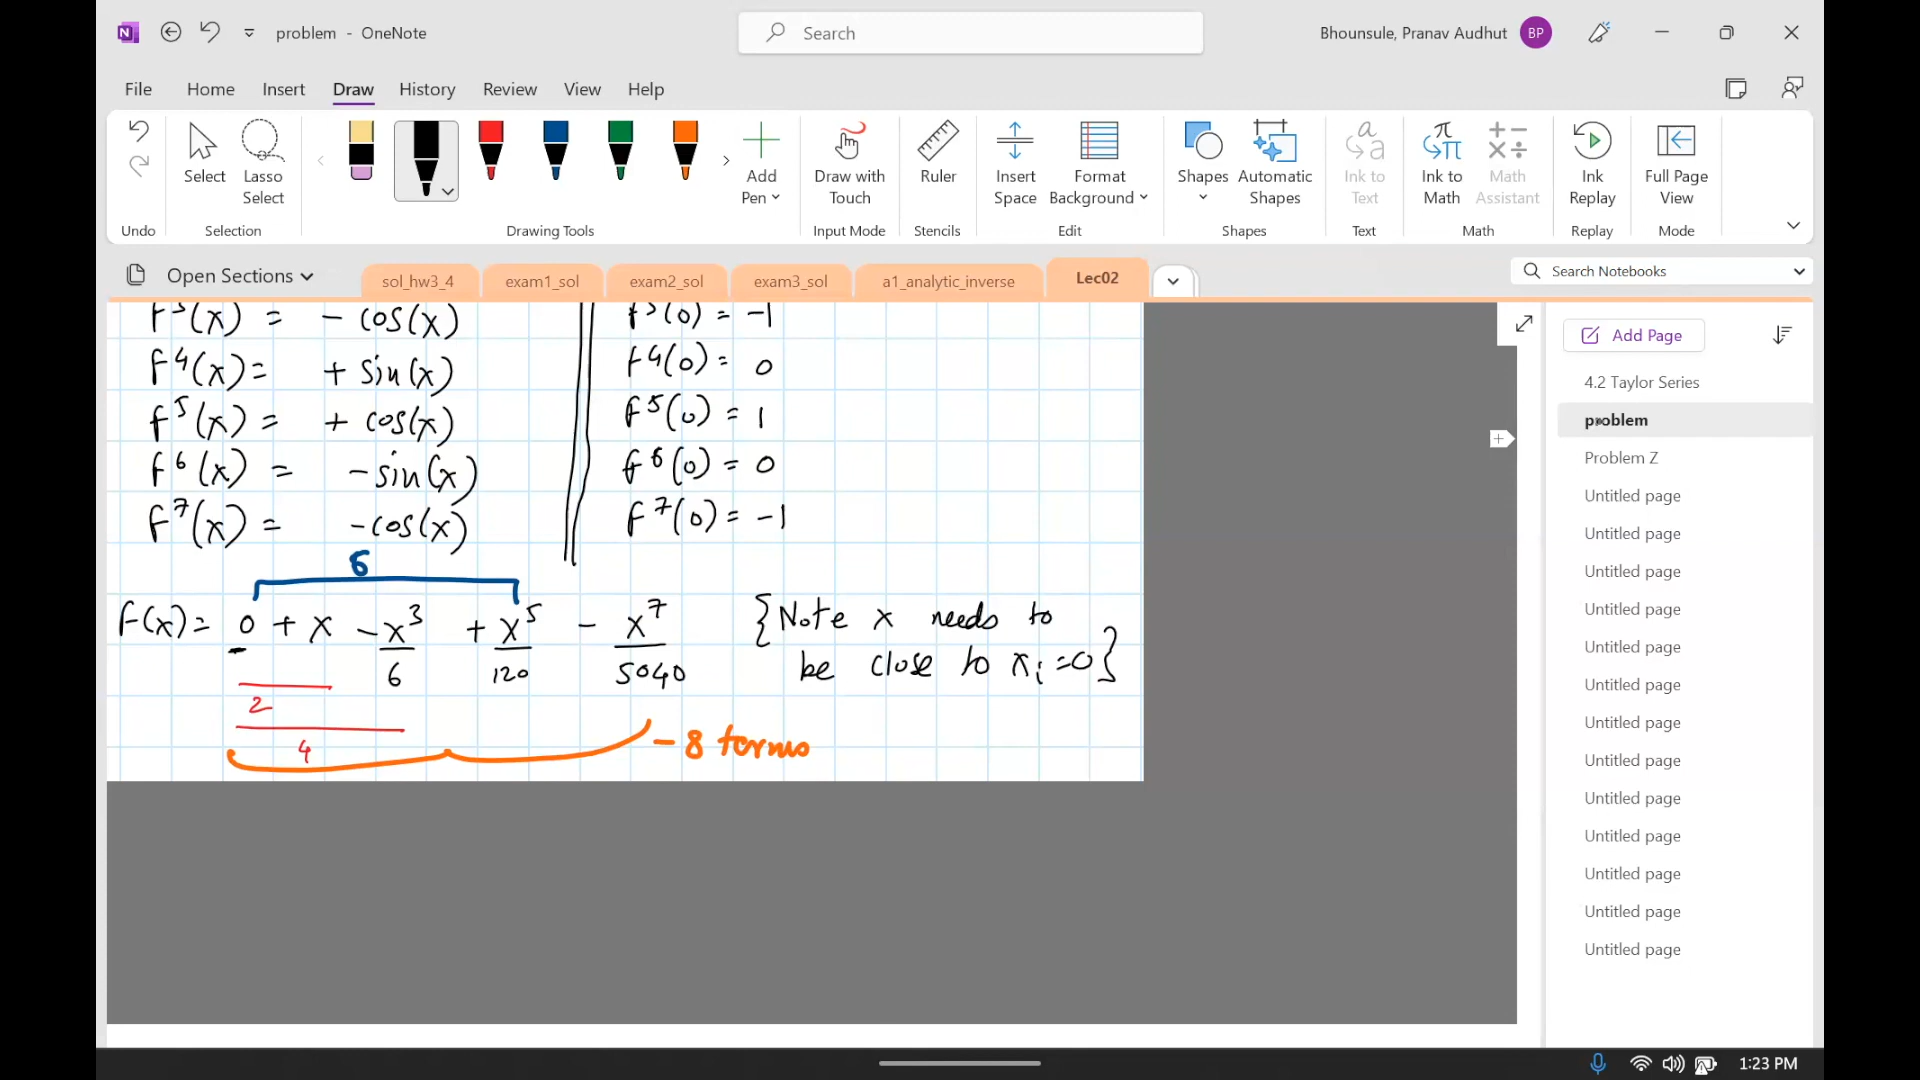 problem - OneNote
Search
Bhounsule, Pranav Audhut
BP
File Home Insert Draw History Review View Help
Select
Lasso Select
Add Pen
Draw with Touch
Ruler
Insert Space
Format Background
Shapes
Automatic Shapes
Ink to Text
Ink to Math
Math Assistant
Ink Replay
Full Page View
Undo
Selection
Drawing Tools
Input Mode
Stencils
Edit
Shapes
Text
Math
Replay
Mode
Open Sections
sol_hw3_4
exam1_sol
exam2_sol
exam3_sol
a1_analytic_inverse
Lec02
Search Notebooks
f³(x) = - cos(x)
f⁴(x) = + sin(x)
f⁵(x) = + cos(x)
f⁶(x) = - sin(x)
f⁷(x) = - cos(x)
f³(0) = -1
f⁴(0) = 0
f⁵(0) = 1
f⁶(0) = 0
f⁷(0) = -1
6
f(x) = 0 + x - x³/6 + x⁵/120 - x⁷/5040
{Note x needs to
be close to xᵢ = 0}
2
4
- 8 terms
Add Page
4.2 Taylor Series
problem
Problem Z
Untitled page
Untitled page
Untitled page
Untitled page
Untitled page
Untitled page
Untitled page
Untitled page
Untitled page
Untitled page
Untitled page
Untitled page
Untitled page
1:23 PM